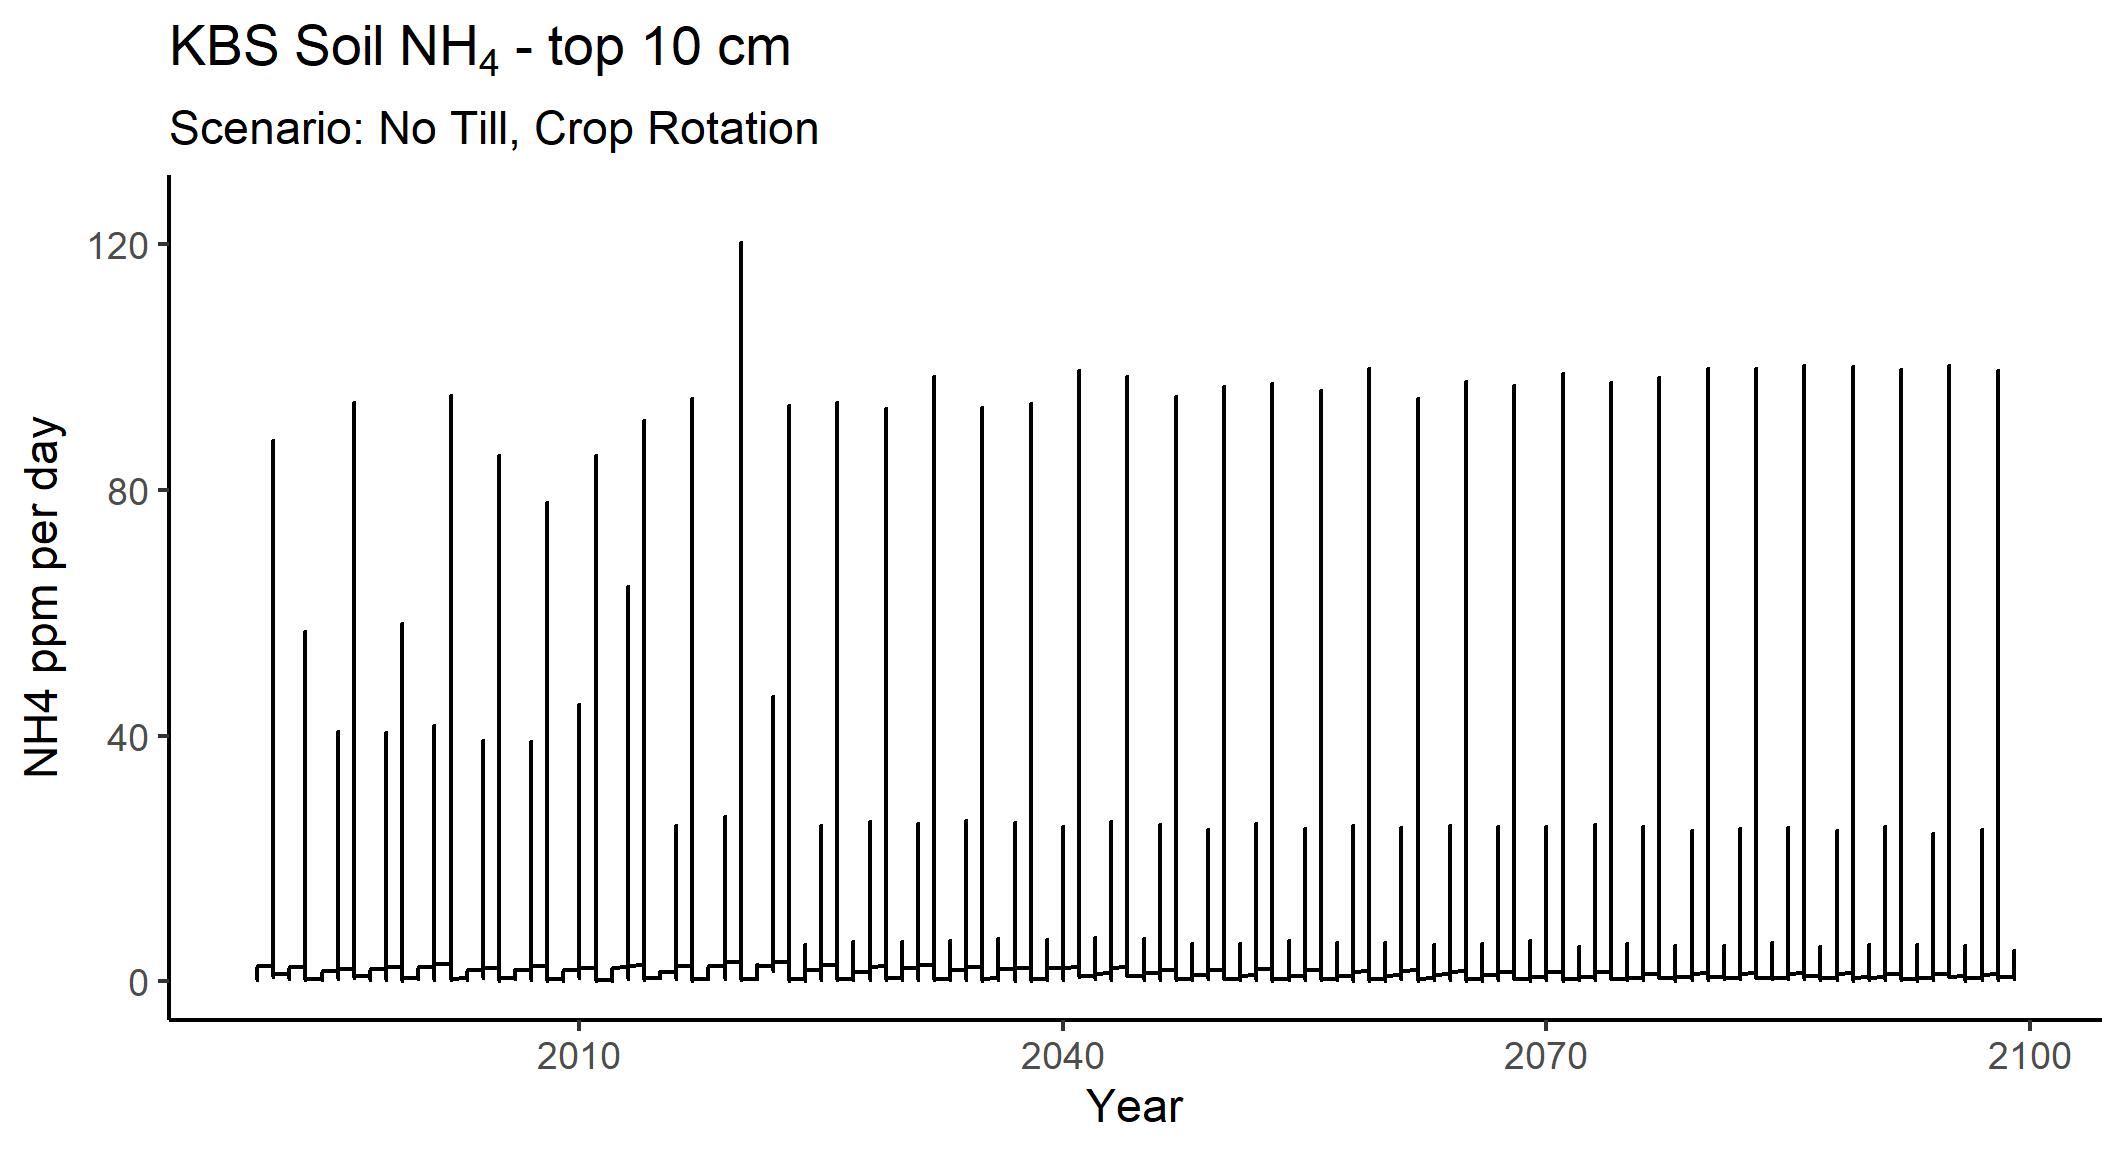 KBS Soil NH₄ - top 10 cm
Scenario: No Till, Crop Rotation
NH4 ppm per day
120
80
40
0
2010 2040 2070 2100
Year